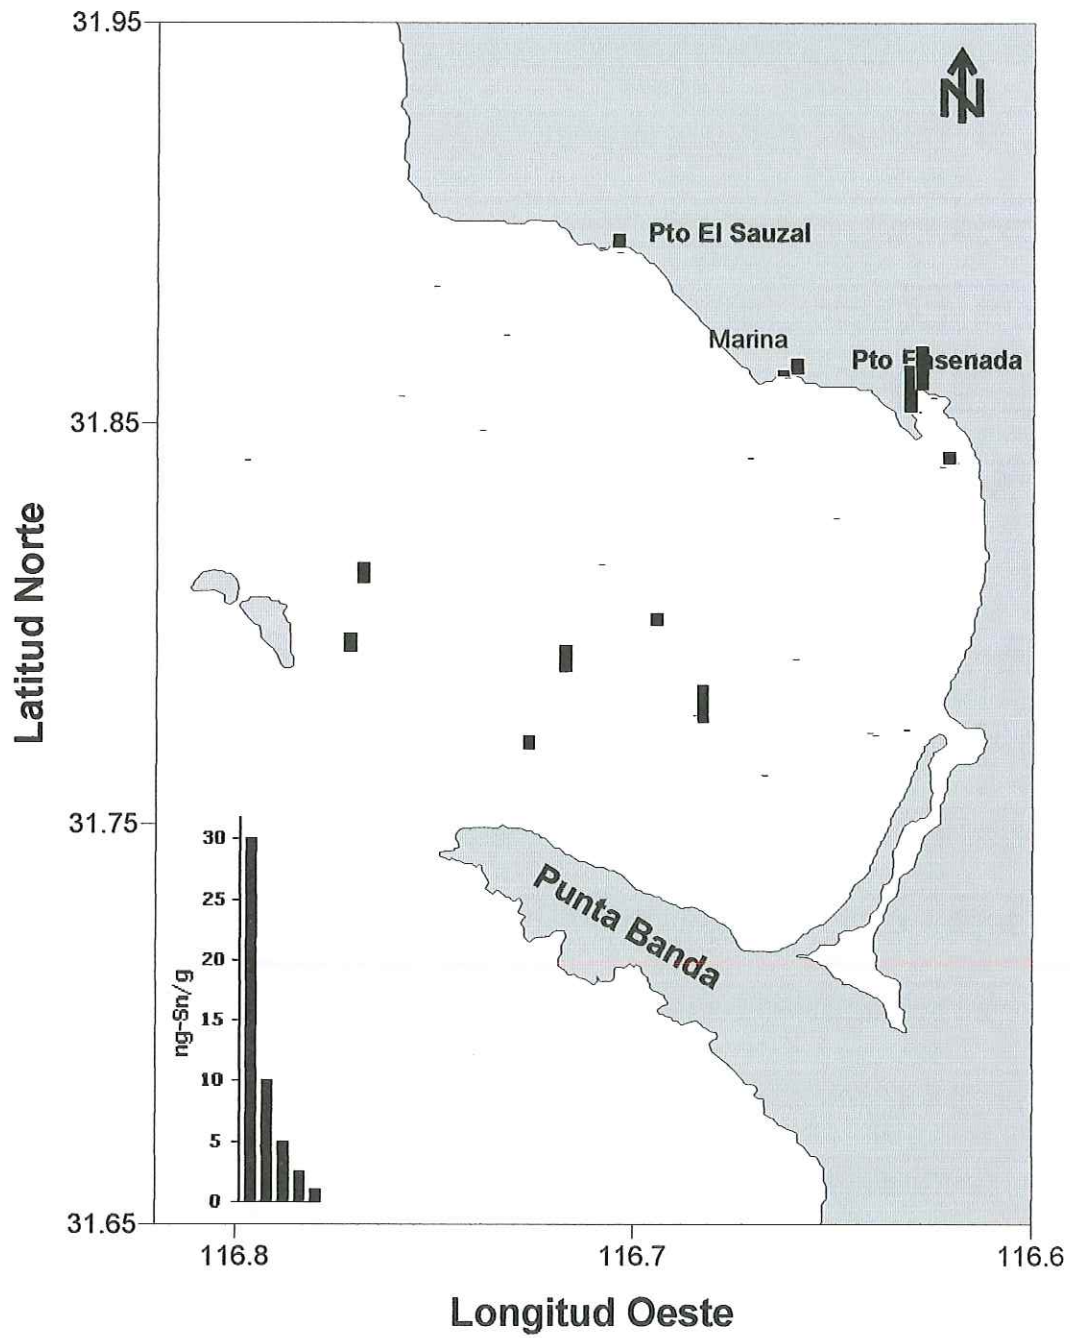 31.95
N
Pto El Sauzal
Marina
Pto Ensenada
31.85
Latitud Norte
31.75
30
25
20
15
10
5
0
ng-Sn/g
Punta Banda
31.65
116.8
116.7
116.6
Longitud Oeste